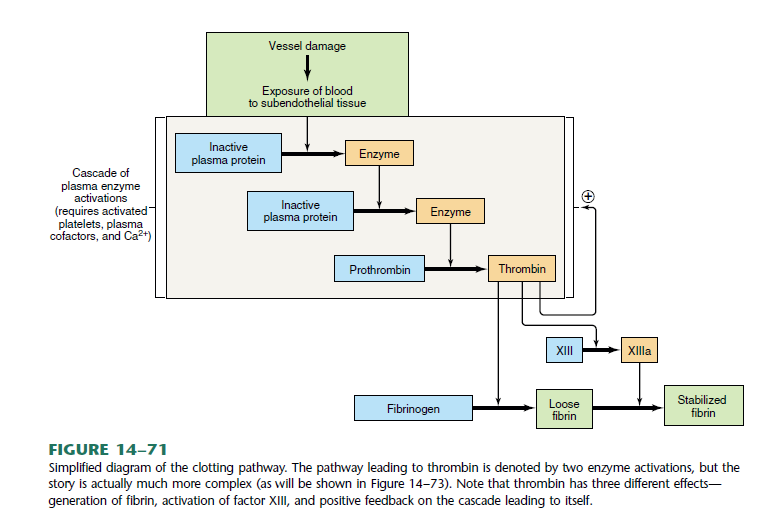 Vessel damage
Exposure of blood
to subendothelial tissue
Inactive
plasma protein
Enzyme
Cascade of
plasma enzyme
activations
(requires activated
platelets, plasma
cofactors, and Ca²⁺)
Inactive
plasma protein
Enzyme
+
Prothrombin
Thrombin
XIII
XIIIa
Fibrinogen
Loose
fibrin
Stabilized
fibrin
FIGURE 14–71
Simplified diagram of the clotting pathway. The pathway leading to thrombin is denoted by two enzyme activations, but the
story is actually much more complex (as will be shown in Figure 14–73). Note that thrombin has three different effects—
generation of fibrin, activation of factor XIII, and positive feedback on the cascade leading to itself.